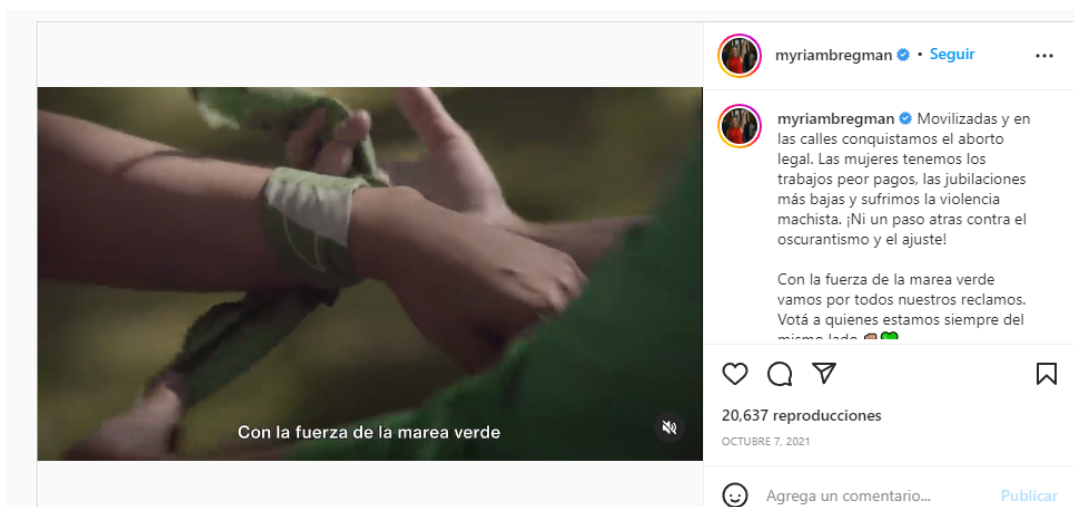 myriambregman • Seguir
myriambregman Movilizadas y en
las calles conquistamos el aborto
legal. Las mujeres tenemos los
trabajos peor pagos, las jubilaciones
más bajas y sufrimos la violencia
machista. ¡Ni un paso atras contra el
oscurantismo y el ajuste!
Con la fuerza de la marea verde
vamos por todos nuestros reclamos.
Votá a quienes estamos siempre del
mismo lado
Con la fuerza de la marea verde
20,637 reproducciones
OCTUBRE 7, 2021
Agrega un comentario... Publicar